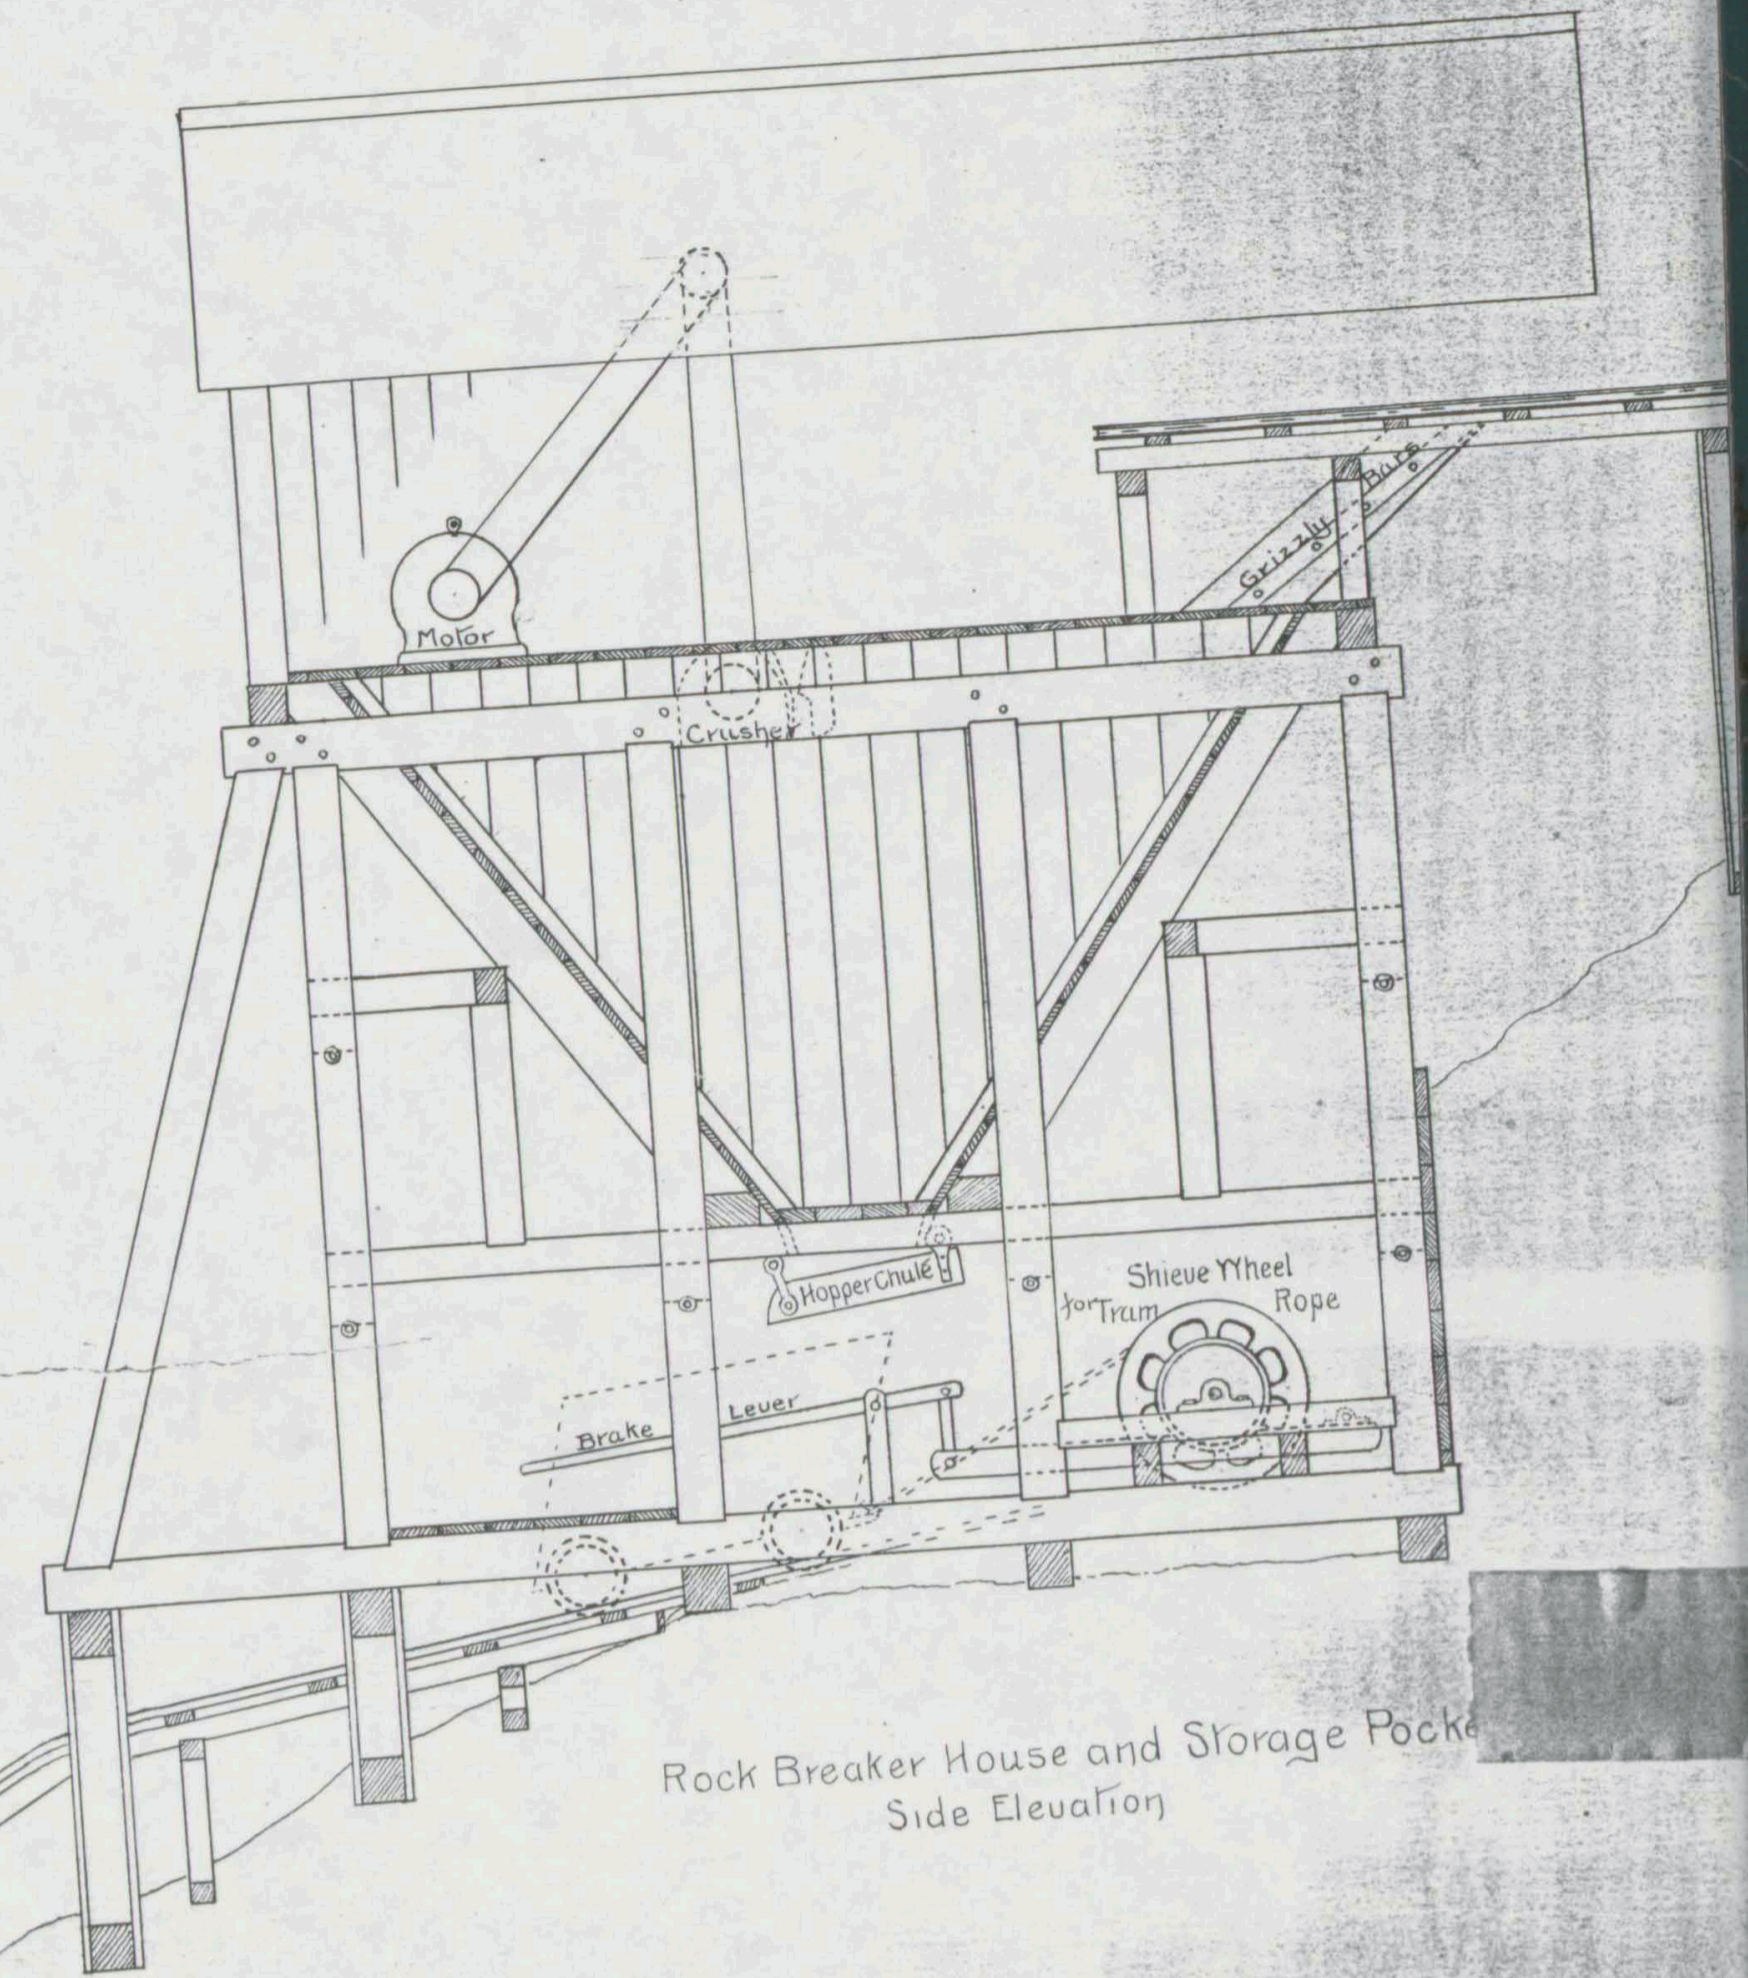 Grizzly Bars
Motor
Crusher
Hopper Chute
Shieve Wheel
for Tram Rope
Brake Lever
Rock Breaker House and Storage
Side Elevation